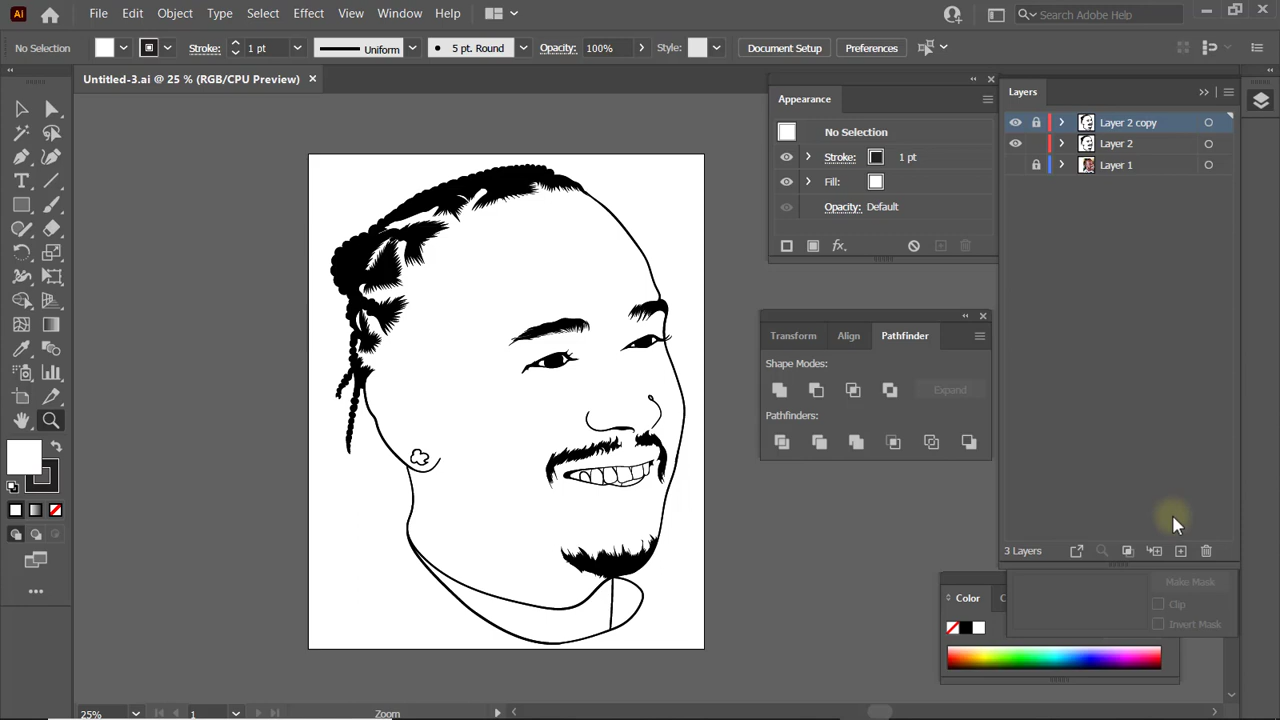 Ai File Edit Object Type Select Effect View Window Help Search Adobe Help
No Selection Stroke: 1 pt Uniform 5 pt. Round Opacity: 100% Style: Document Setup Preferences
Untitled-3.ai @ 25 % (RGB/CPU Preview)
Appearance
No Selection
Stroke: 1 pt
Fill:
Opacity: Default
Layers
Layer 2 copy
Layer 2
Layer 1
Transform Align Pathfinder
Shape Modes:
Expand
Pathfinders:
3 Layers
Color
Make Mask
Clip
Invert Mask
25% 1 Zoom